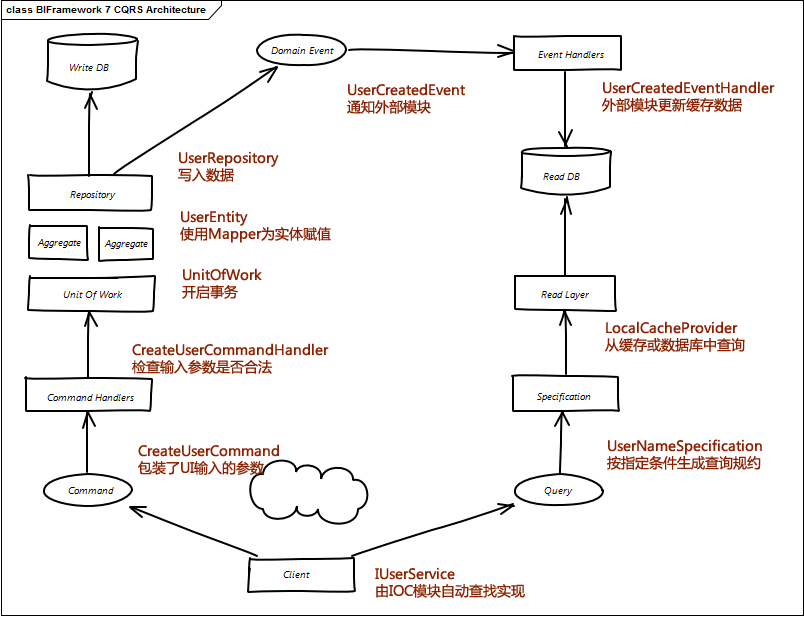 class BIFramework 7 CQRS Architecture
Write DB
Domain Event
Event Handlers
UserCreatedEvent
通知外部模块
UserCreatedEventHandler
外部模块更新缓存数据
UserRepository
写入数据
Read DB
Repository
UserEntity
使用Mapper为实体赋值
Aggregate
Aggregate
UnitOfWork
开启事务
Unit Of Work
Read Layer
LocalCacheProvider
从缓存或数据库中查询
CreateUserCommandHandler
检查输入参数是否合法
Command Handlers
Specification
CreateUserCommand
包装了UI输入的参数
UserNameSpecification
按指定条件生成查询规约
Command
Query
Client
IUserService
由IOC模块自动查找实现